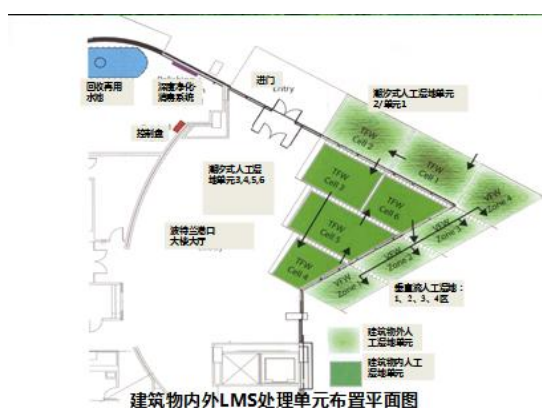 回收再用
水池
深度净化-
消毒系统
进门
Entry
控制盘
潮汐式人工湿地单元
2/单元1
TFW
Cell 2
TFW
Cell 1
潮汐式人工湿
地单元3,4,5,6
TFW
Cell 3
TFW
Cell 6
VFW
Zone 4
波特兰港口
大楼大厅
TFW
Cell 5
VFW
Zone 3
TFW
Cell 4
VFW
Zone 2
VFW
垂直流人工湿地：
1、2、3、4区
建筑物外人
工湿地单元
建筑物内人工
湿地单元
建筑物内外LMS处理单元布置平面图